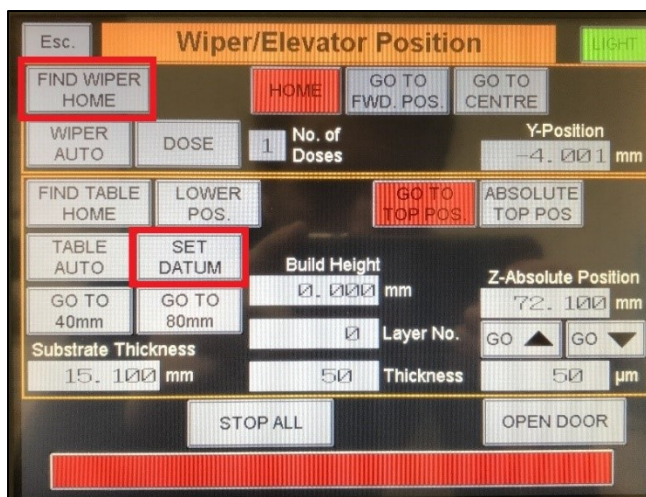 Esc. Wiper/Elevator Position LIGHT
FIND WIPER HOME
HOME
GO TO FWD. POS.
GO TO CENTRE
WIPER AUTO
DOSE
1 No. of Doses
Y-Position
-4.001 mm
FIND TABLE HOME
LOWER POS.
GO TO TOP POS.
ABSOLUTE TOP POS
TABLE AUTO
SET DATUM
Build Height
0.000 mm
Z-Absolute Position
72.100 mm
GO TO 40mm
GO TO 80mm
0 Layer No.
GO ▲ GO ▼
Substrate Thickness
15.100 mm
50 Thickness
50 µm
STOP ALL
OPEN DOOR